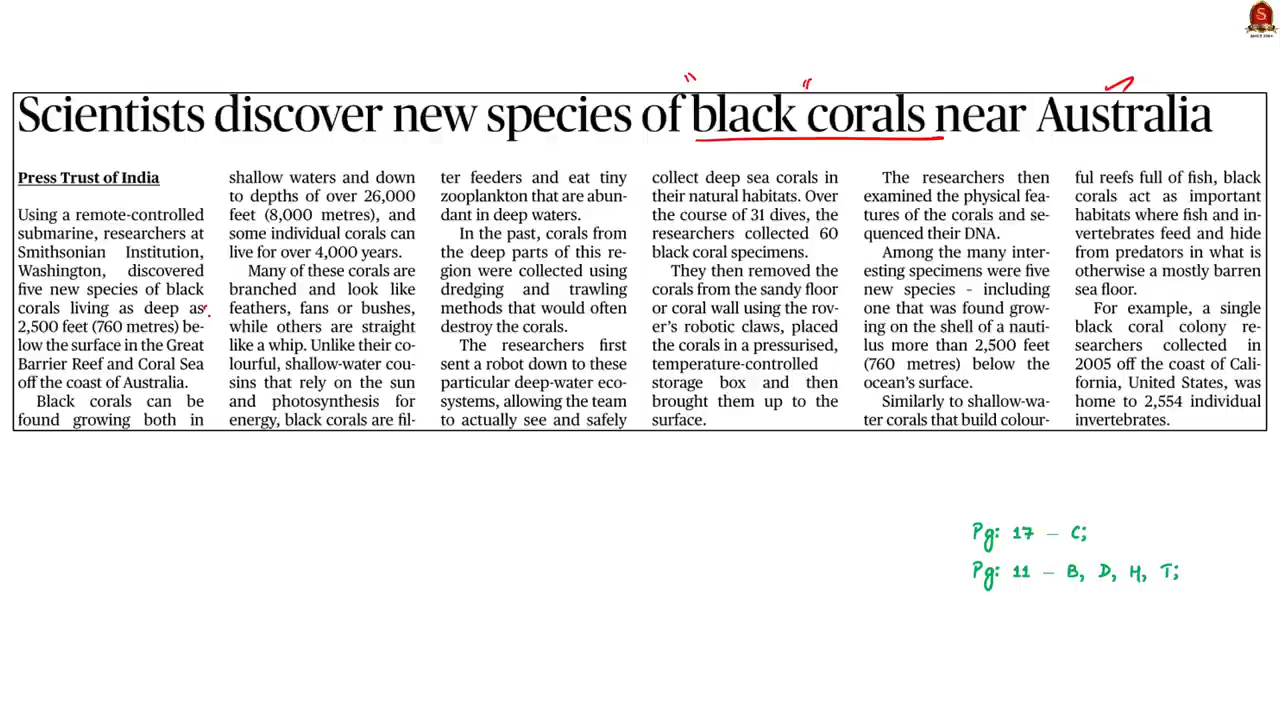 Scientists discover new species of black corals near Australia
Press Trust of India
Using a remote-controlled
submarine, researchers at
Smithsonian Institution,
Washington, discovered
five new species of black
corals living as deep as
2,500 feet (760 metres) be-
low the surface in the Great
Barrier Reef and Coral Sea
off the coast of Australia.
Black corals can be
found growing both in
shallow waters and down
to depths of over 26,000
feet (8,000 metres), and
some individual corals can
live for over 4,000 years.
Many of these corals are
branched and look like
feathers, fans or bushes,
while others are straight
like a whip. Unlike their co-
lourful, shallow-water cou-
sins that rely on the sun
and photosynthesis for
energy, black corals are fil-
ter feeders and eat tiny
zooplankton that are abun-
dant in deep waters.
In the past, corals from
the deep parts of this re-
gion were collected using
dredging and trawling
methods that would often
destroy the corals.
The researchers first
sent a robot down to these
particular deep-water eco-
systems, allowing the team
to actually see and safely
collect deep sea corals in
their natural habitats. Over
the course of 31 dives, the
researchers collected 60
black coral specimens.
They then removed the
corals from the sandy floor
or coral wall using the rov-
er's robotic claws, placed
the corals in a pressurised,
temperature-controlled
storage box and then
brought them up to the
surface.
The researchers then
examined the physical fea-
tures of the corals and se-
quenced their DNA.
Among the many inter-
esting specimens were five
new species - including
one that was found grow-
ing on the shell of a nauti-
lus more than 2,500 feet
(760 metres) below the
ocean's surface.
Similarly to shallow-wa-
ter corals that build colour-
ful reefs full of fish, black
corals act as important
habitats where fish and in-
vertebrates feed and hide
from predators in what is
otherwise a mostly barren
sea floor.
For example, a single
black coral colony re-
searchers collected in
2005 off the coast of Cali-
fornia, United States, was
home to 2,554 individual
invertebrates.
Pg: 17 – C;
Pg: 11 – B, D, H, T;